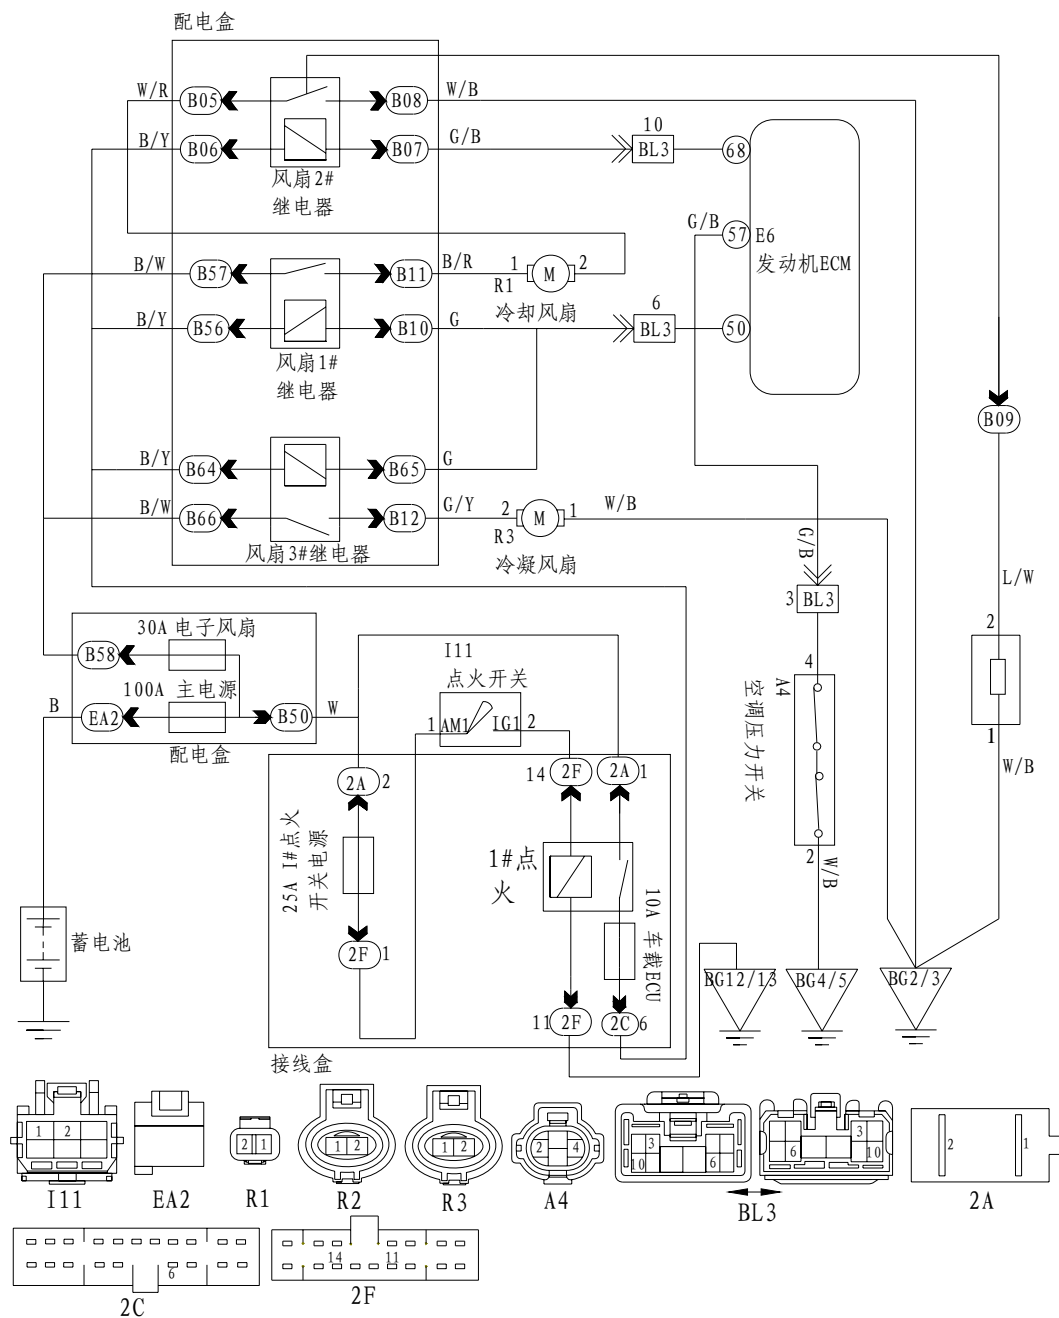 配电盒
W/R
B05
B08
W/B
B/Y
B06
B07
G/B
10
BL3
68
风扇2#
继电器
G/B
57
E6
发动机ECM
B/W
B57
B11
B/R
1
M
2
R1
冷却风扇
B/Y
B56
B10
G
6
BL3
50
风扇1#
继电器
B09
B/Y
B64
B65
G
B/W
B66
B12
G/Y
2
M
1
W/B
R3
冷凝风扇
风扇3#继电器
G/B
L/W
3
BL3
30A 电子风扇
B58
100A 主电源
B
EA2
B50
W
配电盒
I11
点火开关
1
AM1
IG1
2
4
A4
空调压力开关
2
W/B
2
1
W/B
2A
2
14
2F
2A
1
25A I#点火
开关电源
1#点
火
10A 车载ECU
蓄电池
2F
1
11
2F
2C
6
接线盒
BG12/13
BG4/5
BG2/3
1
2
I11
EA2
2
1
R1
1
2
R2
1
2
R3
2
4
A4
3
10
6
BL3
6
3
10
2
1
2A
6
2C
14
11
2F